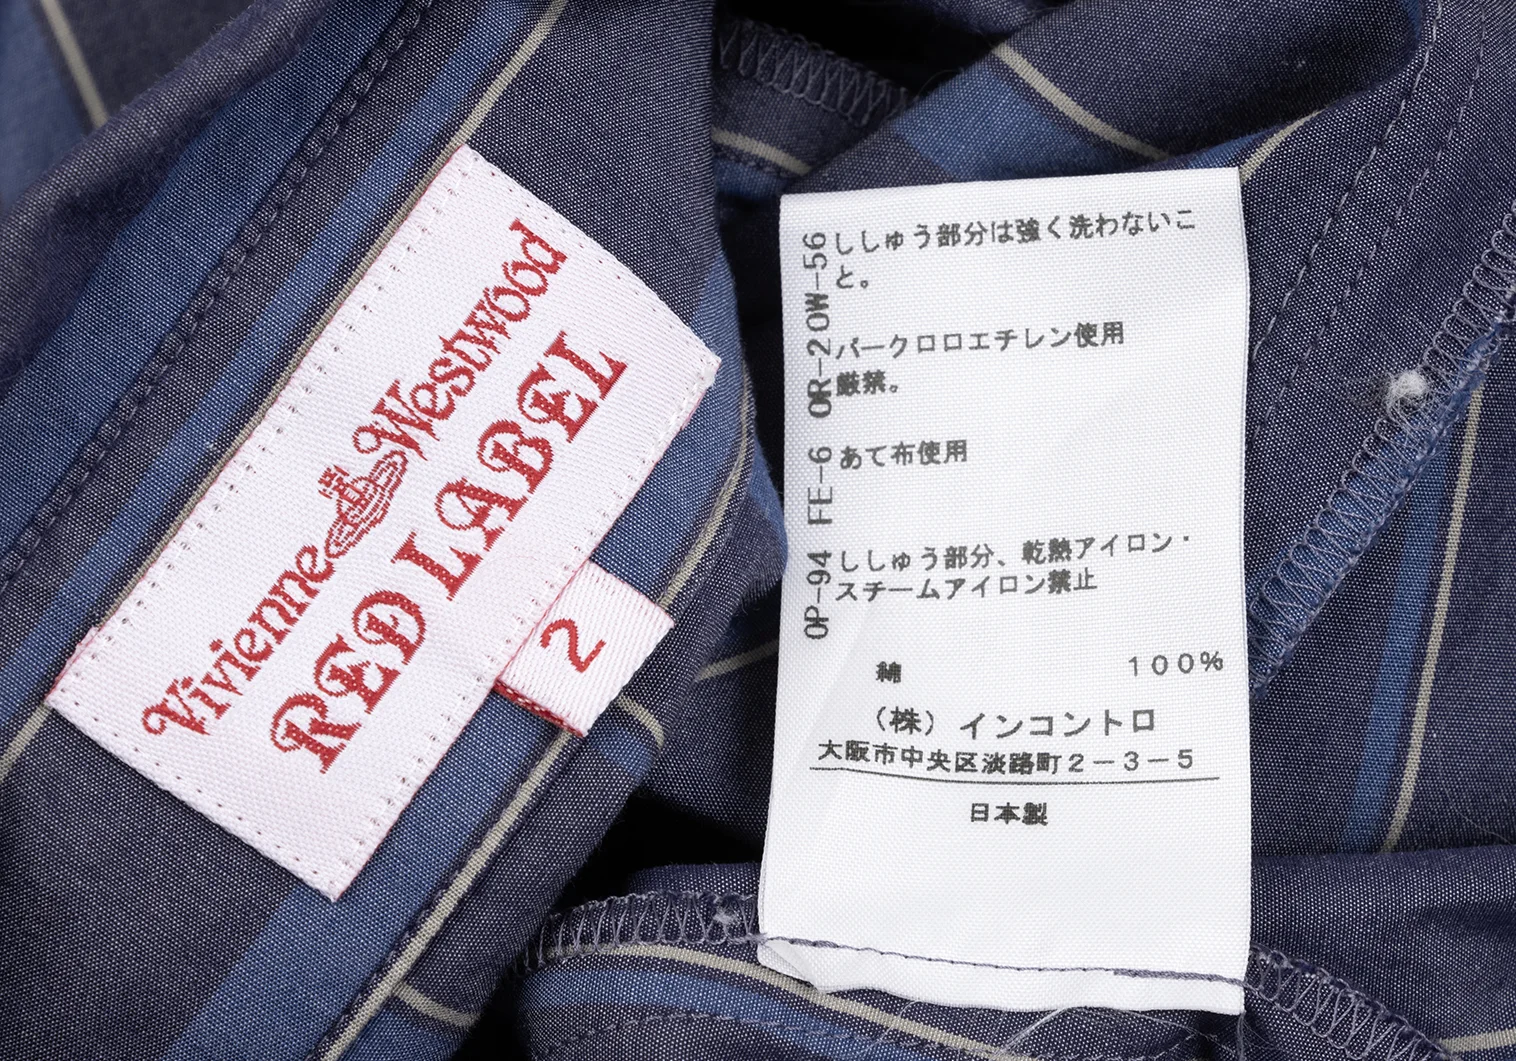 Vivienne Westwood
RED LABEL
2
OR-20W-56
ししゅう部分は強く洗わないこ
と。
パークロロエチレン使用
厳禁。
FE-6
あて布使用
OP-94
ししゅう部分、乾熱アイロン・
スチームアイロン禁止
綿 100%
（株）インコントロ
大阪市中央区淡路町２－３－５
日本製